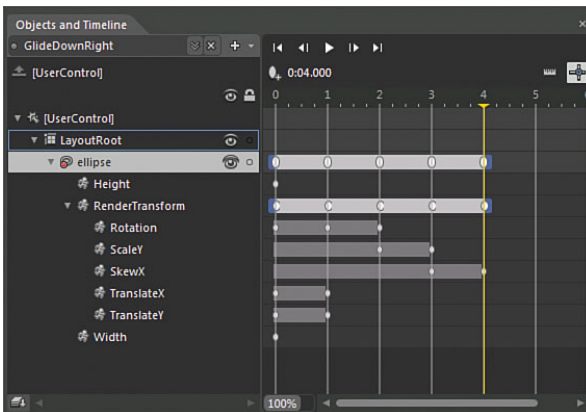 Objects and Timeline
GlideDownRight
[UserControl]
0:04.000
0 1 2 3 4 5 6
[UserControl]
LayoutRoot
ellipse
Height
RenderTransform
Rotation
ScaleY
SkewX
TranslateX
TranslateY
Width
100%